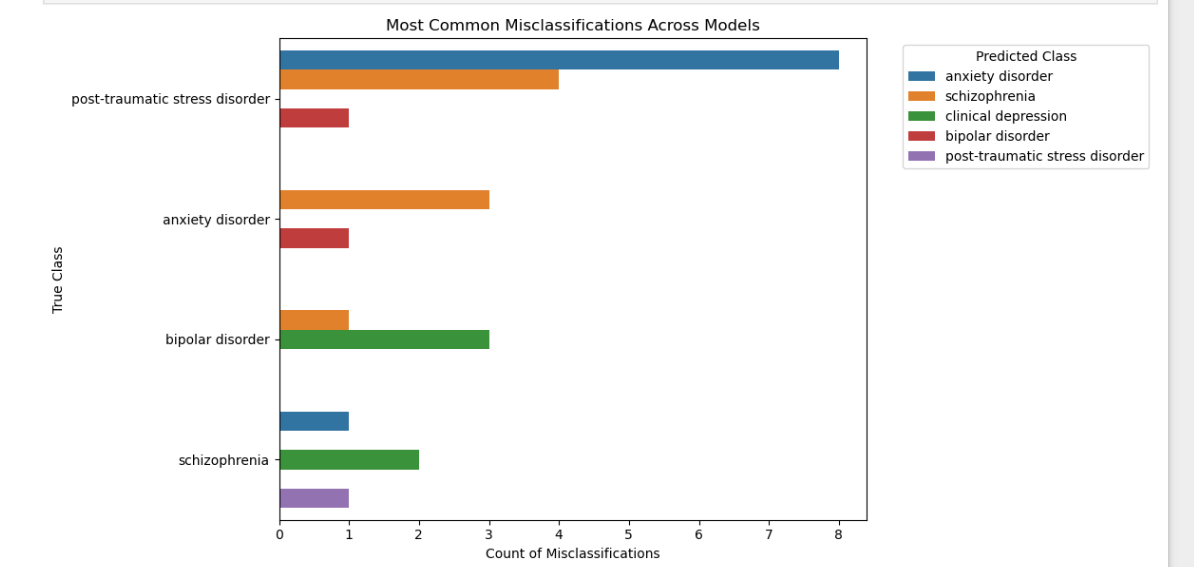 Most Common Misclassifications Across Models
Predicted Class
anxiety disorder
schizophrenia
clinical depression
bipolar disorder
post-traumatic stress disorder
True Class
post-traumatic stress disorder
anxiety disorder
bipolar disorder
schizophrenia
0 1 2 3 4 5 6 7 8
Count of Misclassifications